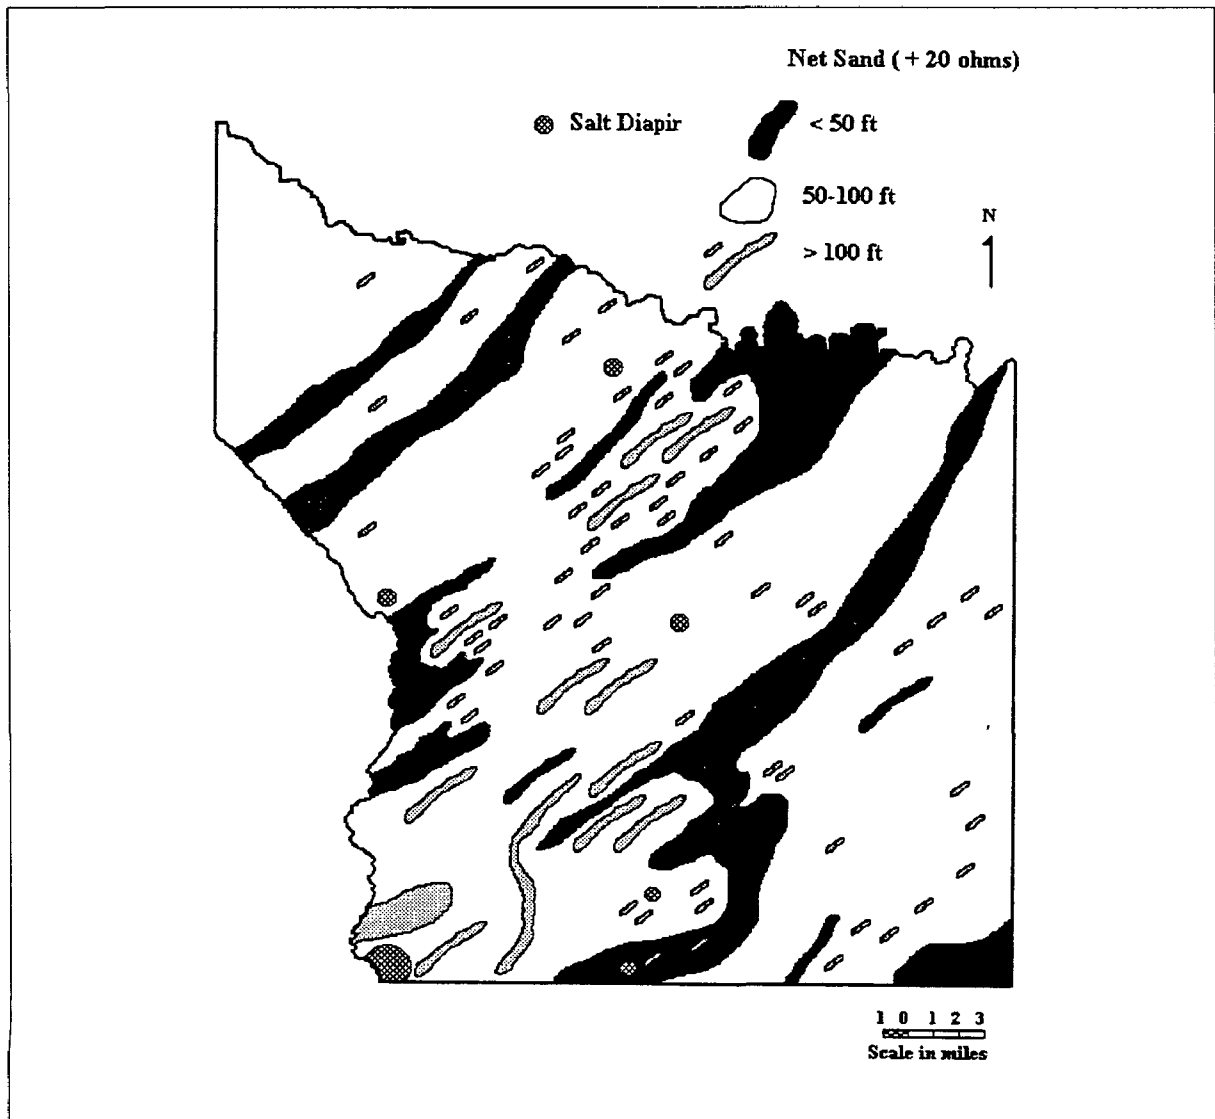 Net Sand ( + 20 ohms)
Salt Diapir
< 50 ft
50-100 ft
N
> 100 ft
1 0 1 2 3
Scale in miles